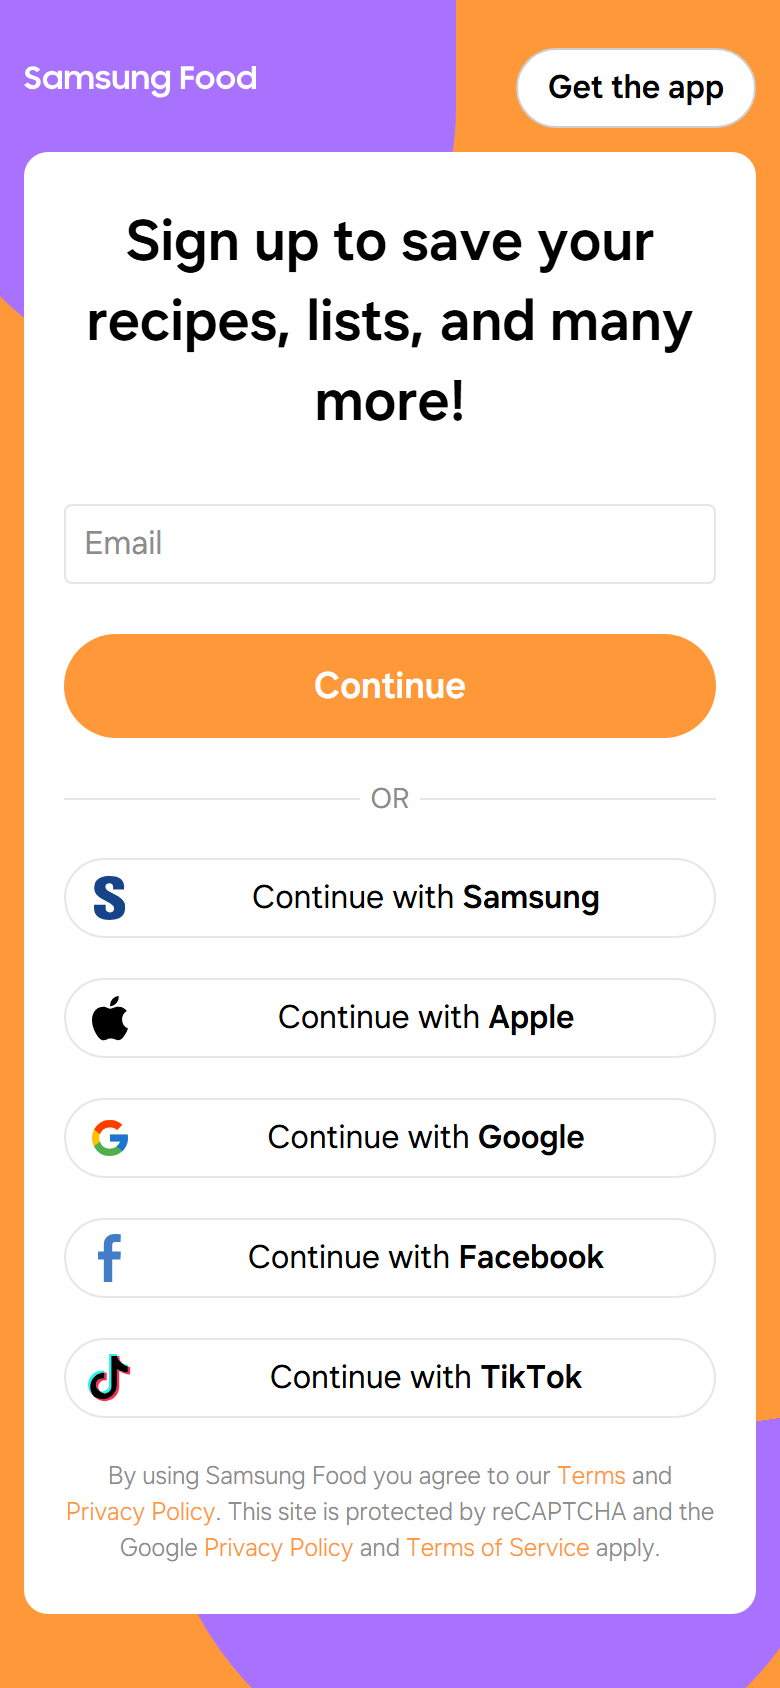 Samsung Food
Get the app
Sign up to save your
recipes, lists, and many
more!
Email
Continue
OR
Continue with Samsung
Continue with Apple
Continue with Google
Continue with Facebook
Continue with TikTok
By using Samsung Food you agree to our Terms and
Privacy Policy. This site is protected by reCAPTCHA and the
Google Privacy Policy and Terms of Service apply.